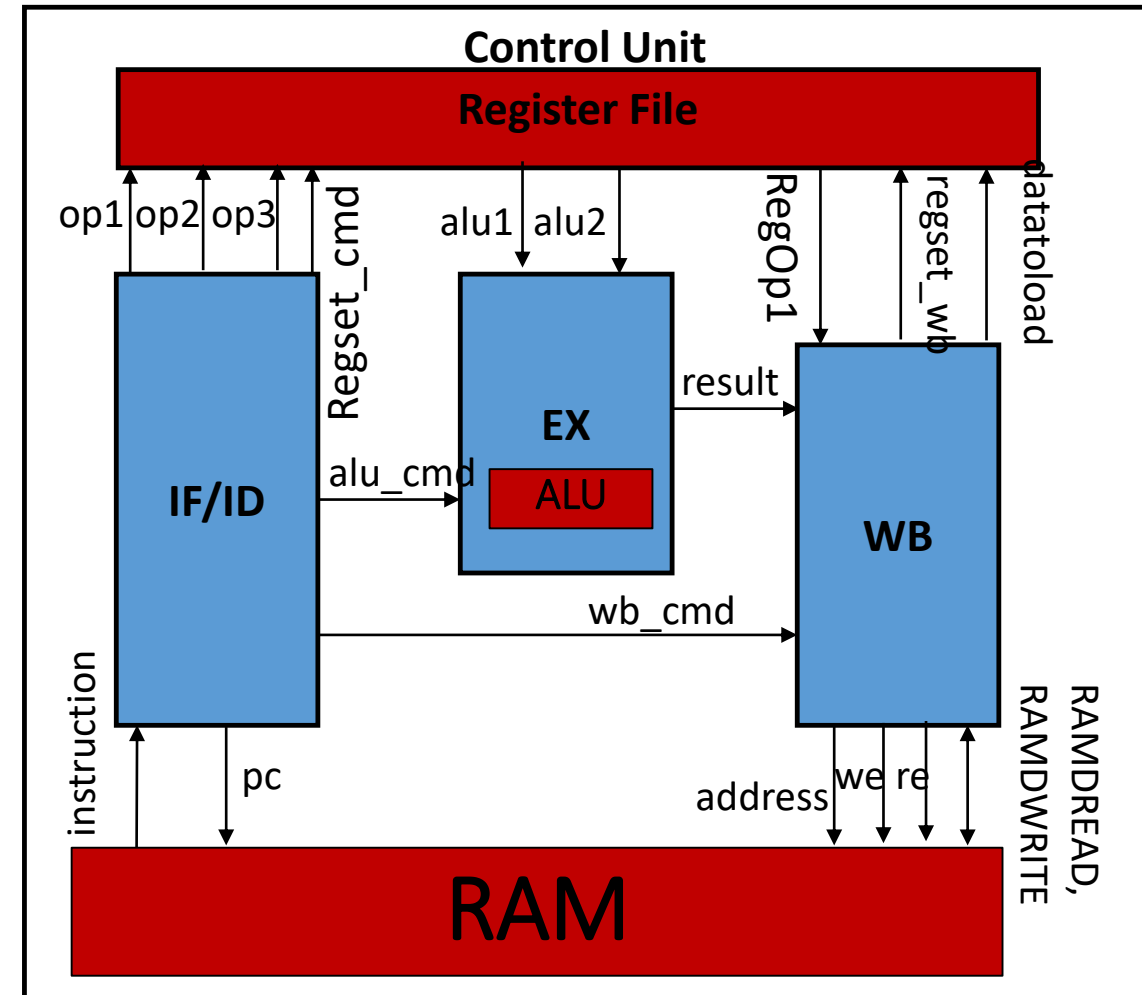 Control Unit
Register File
op1 op2 op3
Regset_cmd
alu1 alu2
RegOp1
regset_wb
datatoload
IF/ID
alu_cmd
EX
ALU
result
WB
wb_cmd
instruction
pc
address
we re
RAMDREAD,
RAMDWRITE
RAM